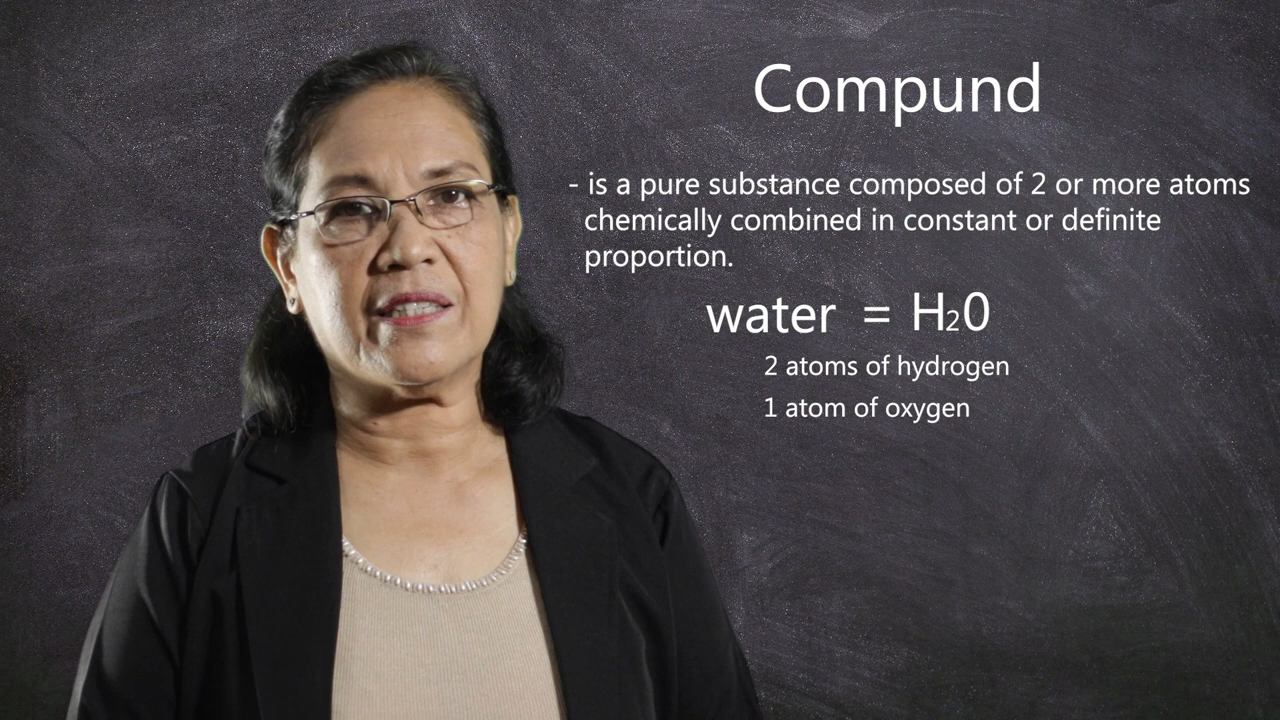 Compund
- is a pure substance composed of 2 or more atoms
chemically combined in constant or definite
proportion.
water = H₂0
2 atoms of hydrogen
1 atom of oxygen